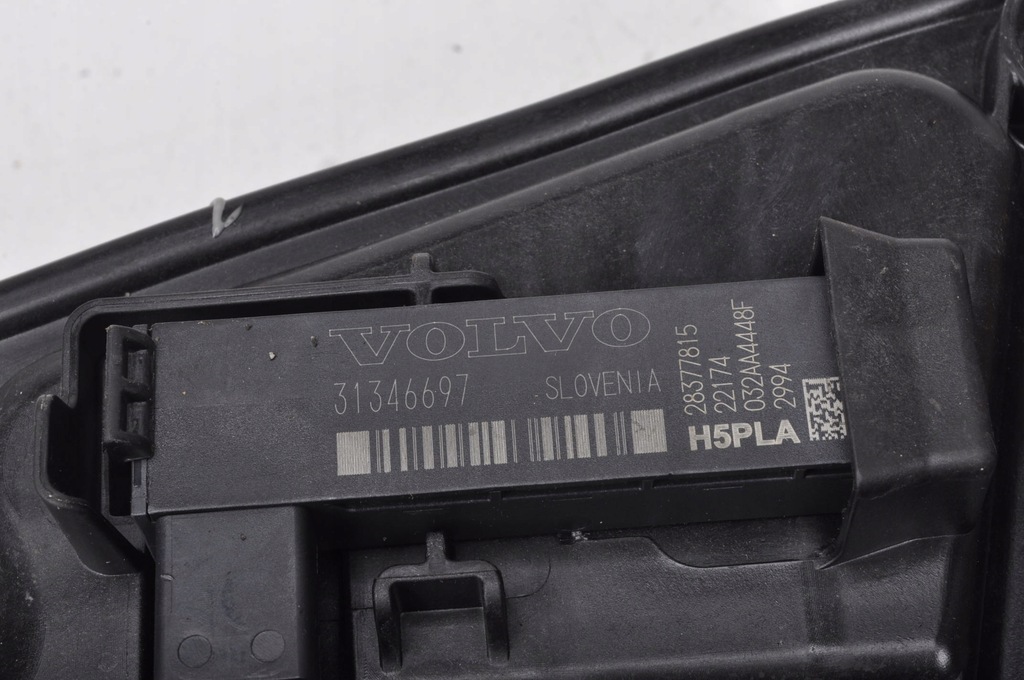 VOLVO
31346697 SLOVENIA
28377815
22174
032AA4448F
2994
H5PLA